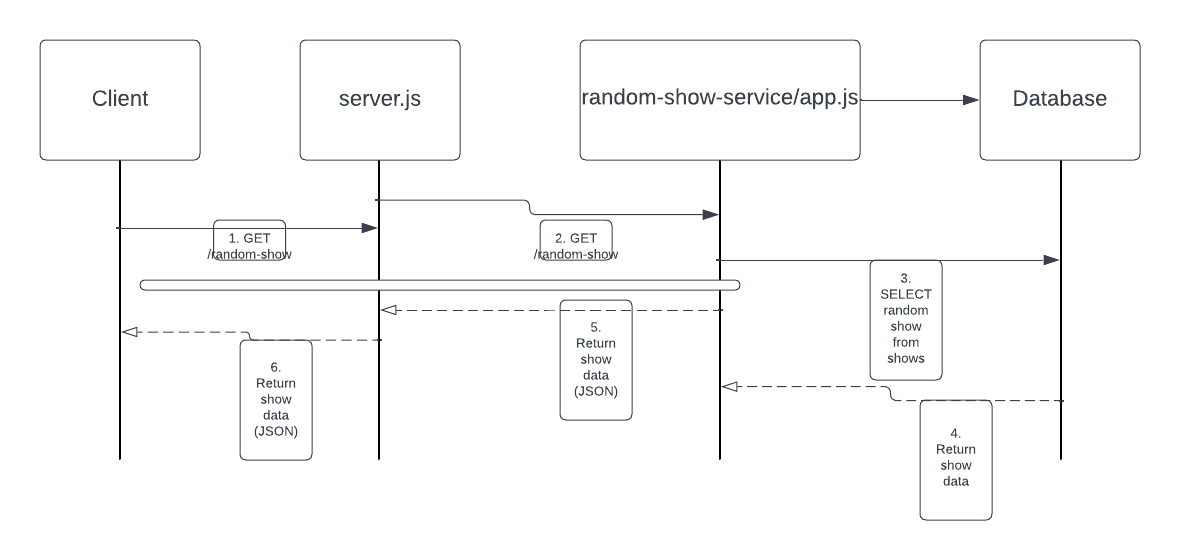 Client
server.js
random-show-service/app.js
Database
1. GET
/random-show
2. GET
/random-show
3.
SELECT
random
show
from
shows
4.
Return
show
data
5.
Return
show
data
(JSON)
6.
Return
show
data
(JSON)